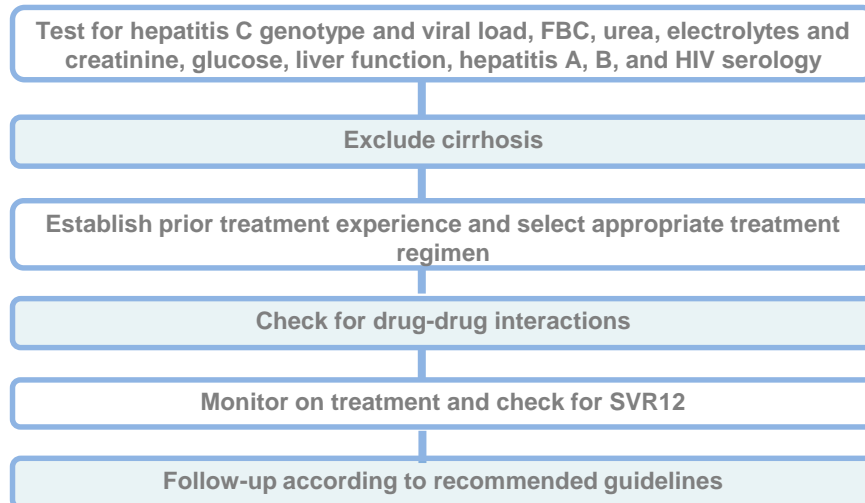 Test for hepatitis C genotype and viral load, FBC, urea, electrolytes and
creatinine, glucose, liver function, hepatitis A, B, and HIV serology
Exclude cirrhosis
Establish prior treatment experience and select appropriate treatment
regimen
Check for drug-drug interactions
Monitor on treatment and check for SVR12
Follow-up according to recommended guidelines